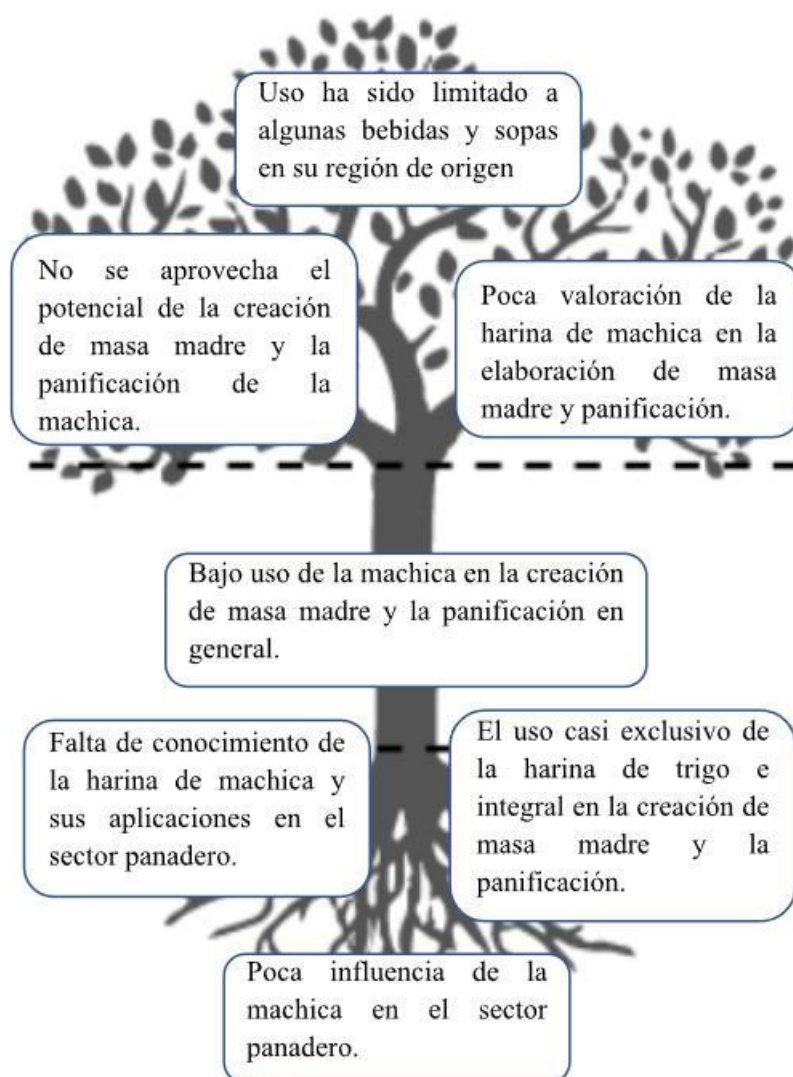 Uso ha sido limitado a
algunas bebidas y sopas
en su región de origen
No se aprovecha el
potencial de la creación
de masa madre y la
panificación de la
machica.
Poca valoración de la
harina de machica en la
elaboración de masa
madre y panificación.
Bajo uso de la machica en la creación
de masa madre y la panificación en
general.
Falta de conocimiento de
la harina de machica y
sus aplicaciones en el
sector panadero.
El uso casi exclusivo de
la harina de trigo e
integral en la creación de
masa madre y la
panificación.
Poca influencia de la
machica en el sector
panadero.